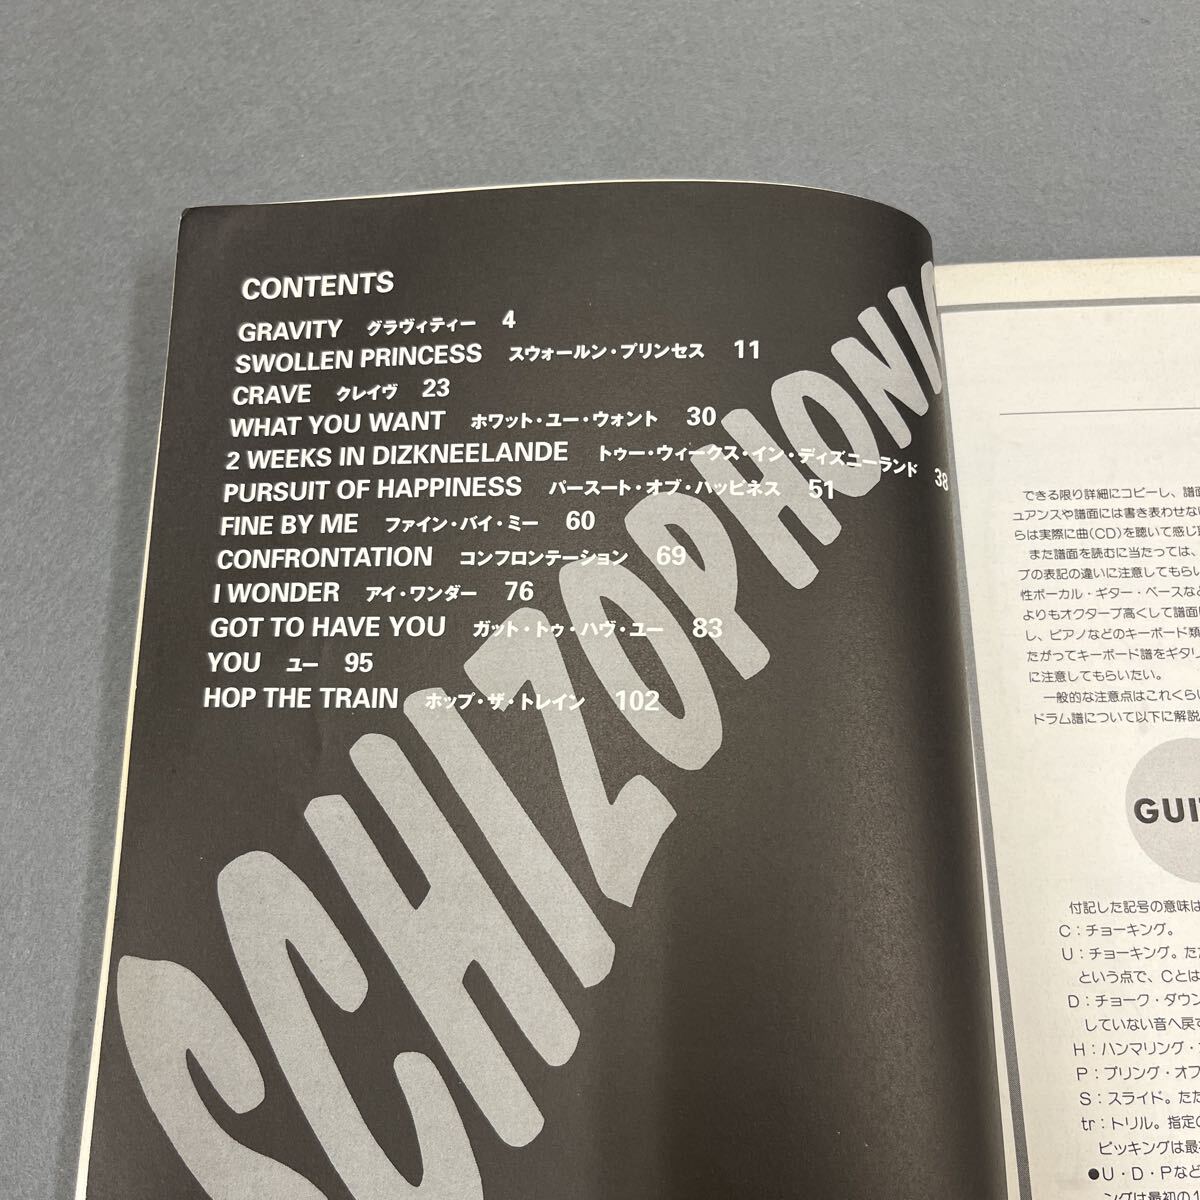 CONTENTS
GRAVITY グラヴィティー 4
SWOLLEN PRINCESS スウォールン・プリンセス 11
CRAVE クレイヴ 23
WHAT YOU WANT ホワット・ユー・ウォント 30
2 WEEKS IN DIZKNEELANDE トゥー・ウィークス・イン・ディズニーランド 38
PURSUIT OF HAPPINESS パースート・オブ・ハッピネス 51
FINE BY ME ファイン・バイ・ミー 60
CONFRONTATION コンフロンテーション 69
I WONDER アイ・ワンダー 76
GOT TO HAVE YOU ガット・トゥ・ハヴ・ユー 83
YOU ユー 95
HOP THE TRAIN ホップ・ザ・トレイン 102
SCHIZOPHONI
できる限り詳細にコピーし、譜面
ュアンスや譜面には書き表わせない
らは実際に曲(CD)を聴いて感じ
また譜面を読むに当たっては、
プの表記の違いに注意してもらい
性ボーカル・ギター・ベースな
よりもオクターブ高くして譜面
し、ピアノなどのキーボード類
たがってキーボード譜をギタリ
に注意してもらいたい。
一般的な注意点はこれくらい
ドラム譜について以下に解説
GUI
付記した記号の意味は
C：チョーキング。
U：チョーキング。ただ
という点で、Cとは
D：チョーク・ダウン
していない音へ戻す
H：ハンマリング・
P：プリング・オフ
S：スライド。ただ
tr：トリル。指定の
ピッキングは最
●U・D・Pなど
ングは最初の1